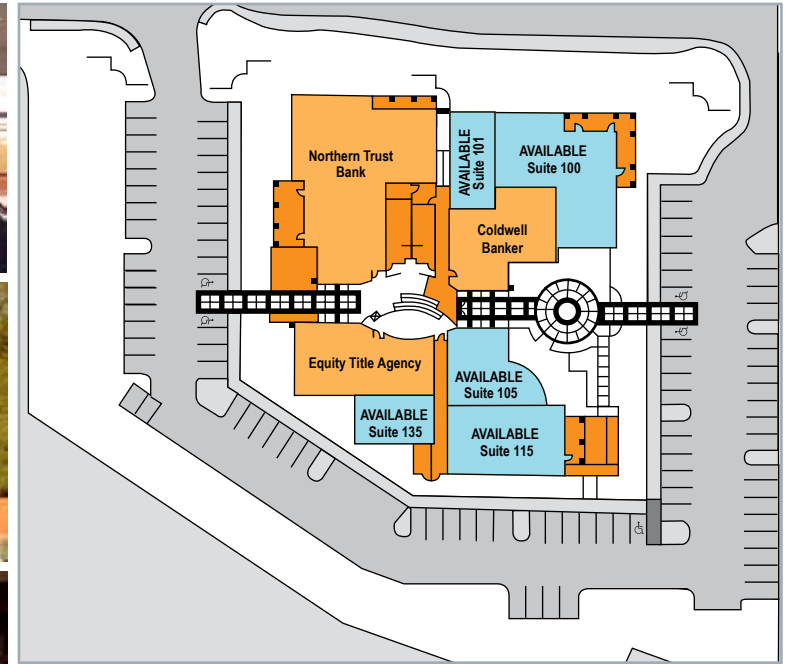 Northern Trust
Bank
AVAILABLE
Suite 101
AVAILABLE
Suite 100
Coldwell
Banker
Equity Title Agency
AVAILABLE
Suite 105
AVAILABLE
Suite 135
AVAILABLE
Suite 115